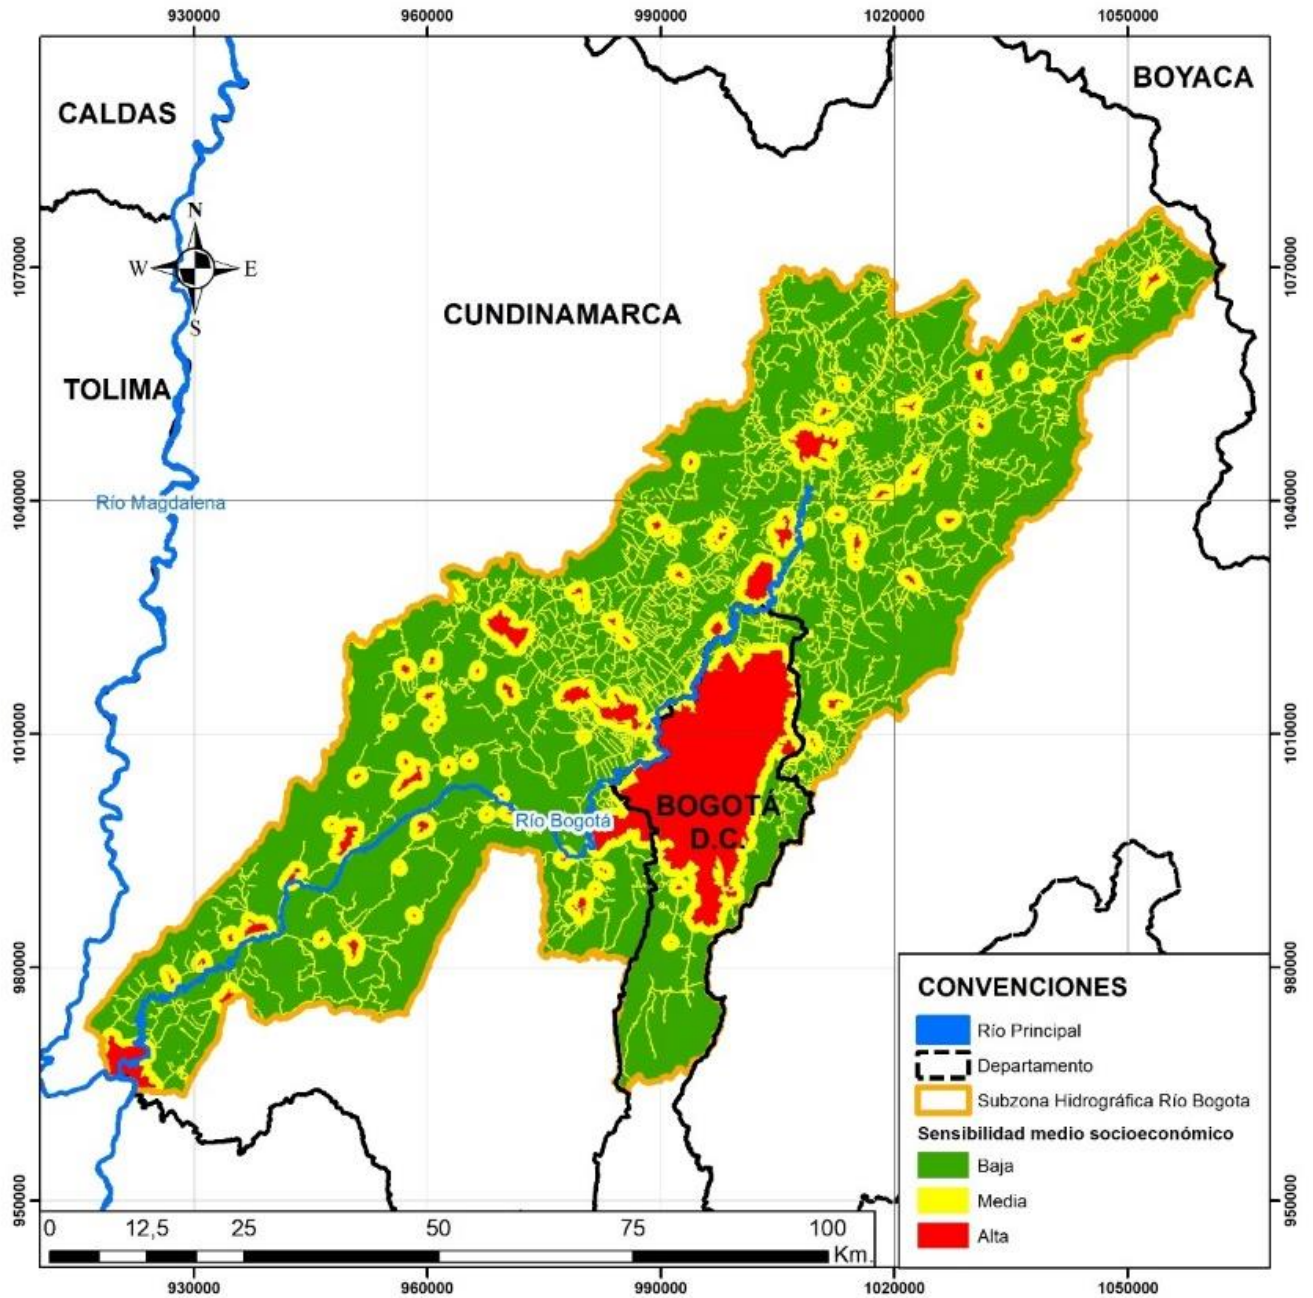 930000 960000 990000 1020000 1050000
BOYACA
CALDAS
N
W E
S
1070000 1070000
CUNDINAMARCA
TOLIMA
Río Magdalena
1040000 1040000
1010000 1010000
BOGOTÁ
D.C.
Río Bogotá
980000 980000
CONVENCIONES
Río Principal
Departamento
Subzona Hidrográfica Río Bogota
Sensibilidad medio socioeconómico
Baja
Media
Alta
950000 950000
0 12,5 25 50 75 100
Km.
930000 960000 990000 1020000 1050000